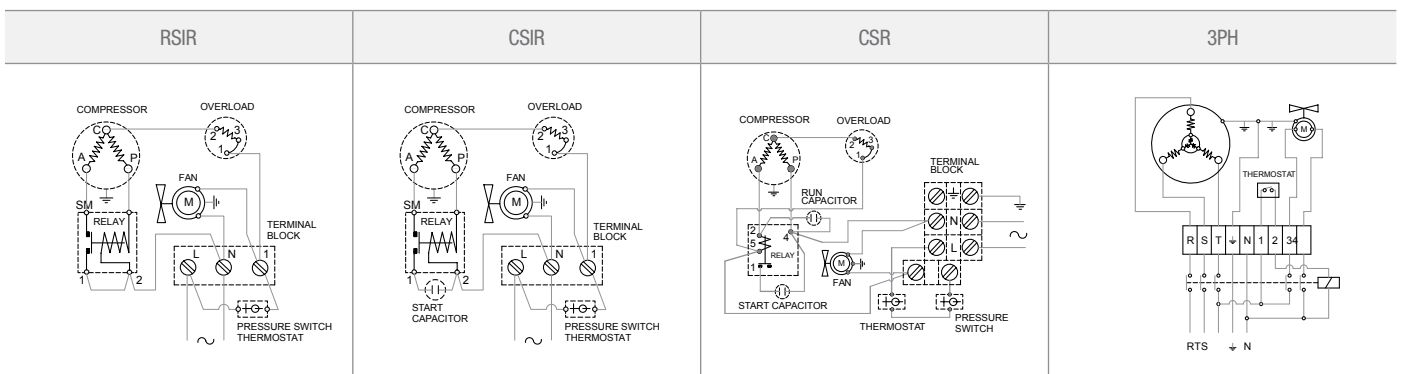 RSIR
CSIR
CSR
3PH
COMPRESSOR
OVERLOAD
C
2 3
1
A P
FAN
M
SM
RELAY
TERMINAL
BLOCK
L N 1
1 2
PRESSURE SWITCH
THERMOSTAT
COMPRESSOR
OVERLOAD
C
2 3
1
A P
FAN
M
SM
RELAY
TERMINAL
BLOCK
L N 1
1 2
START
CAPACITOR
PRESSURE SWITCH
THERMOSTAT
COMPRESSOR
OVERLOAD
C
2 3
1
A P
TERMINAL
BLOCK
RUN
CAPACITOR
2
4
N
5
L
RELAY
1
M
FAN
START CAPACITOR
THERMOSTAT
PRESSURE
SWITCH
M
THERMOSTAT
R S T N 1 2 34
RTS N